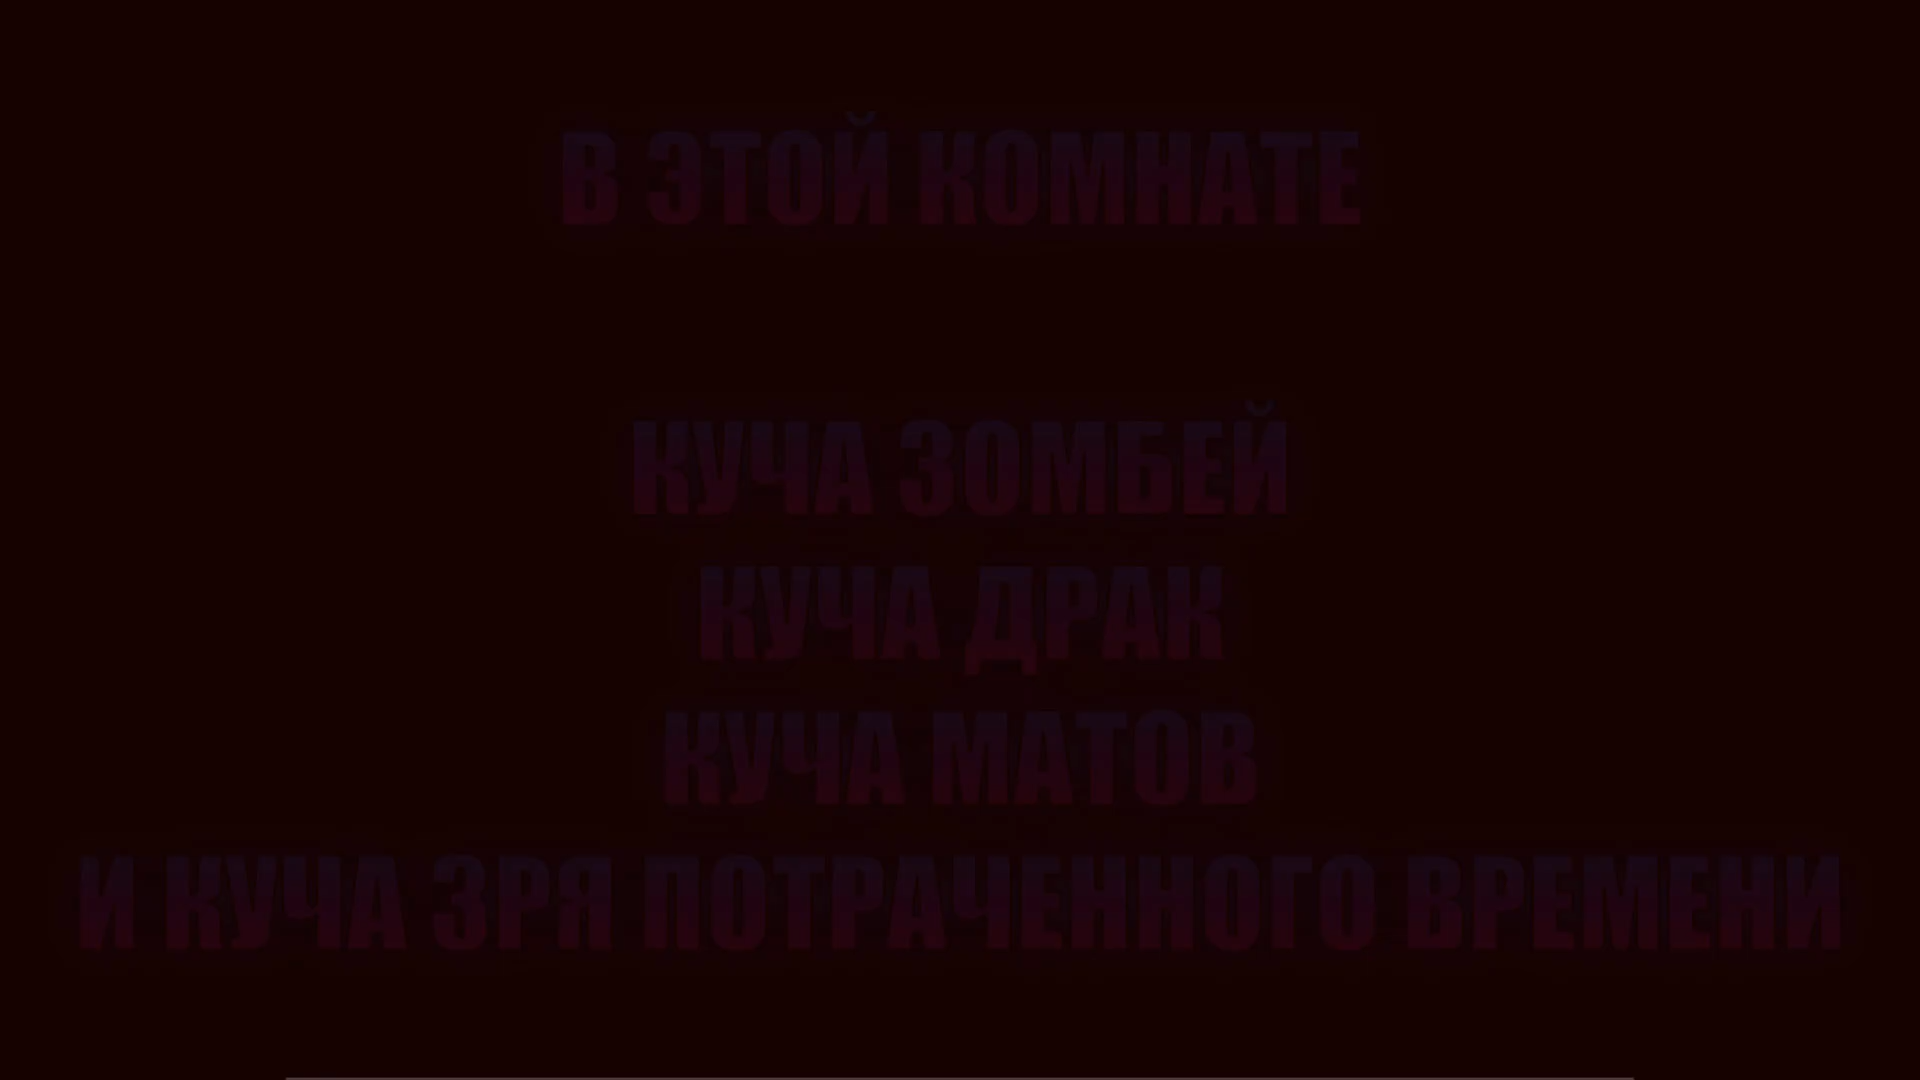 В ЭТОЙ КОМНАТЕ
КУЧА ЗОМБЕЙ
КУЧА ДРАК
КУЧА МАТОВ
И КУЧА ЗРЯ ПОТРАЧЕННОГО ВРЕМЕНИ